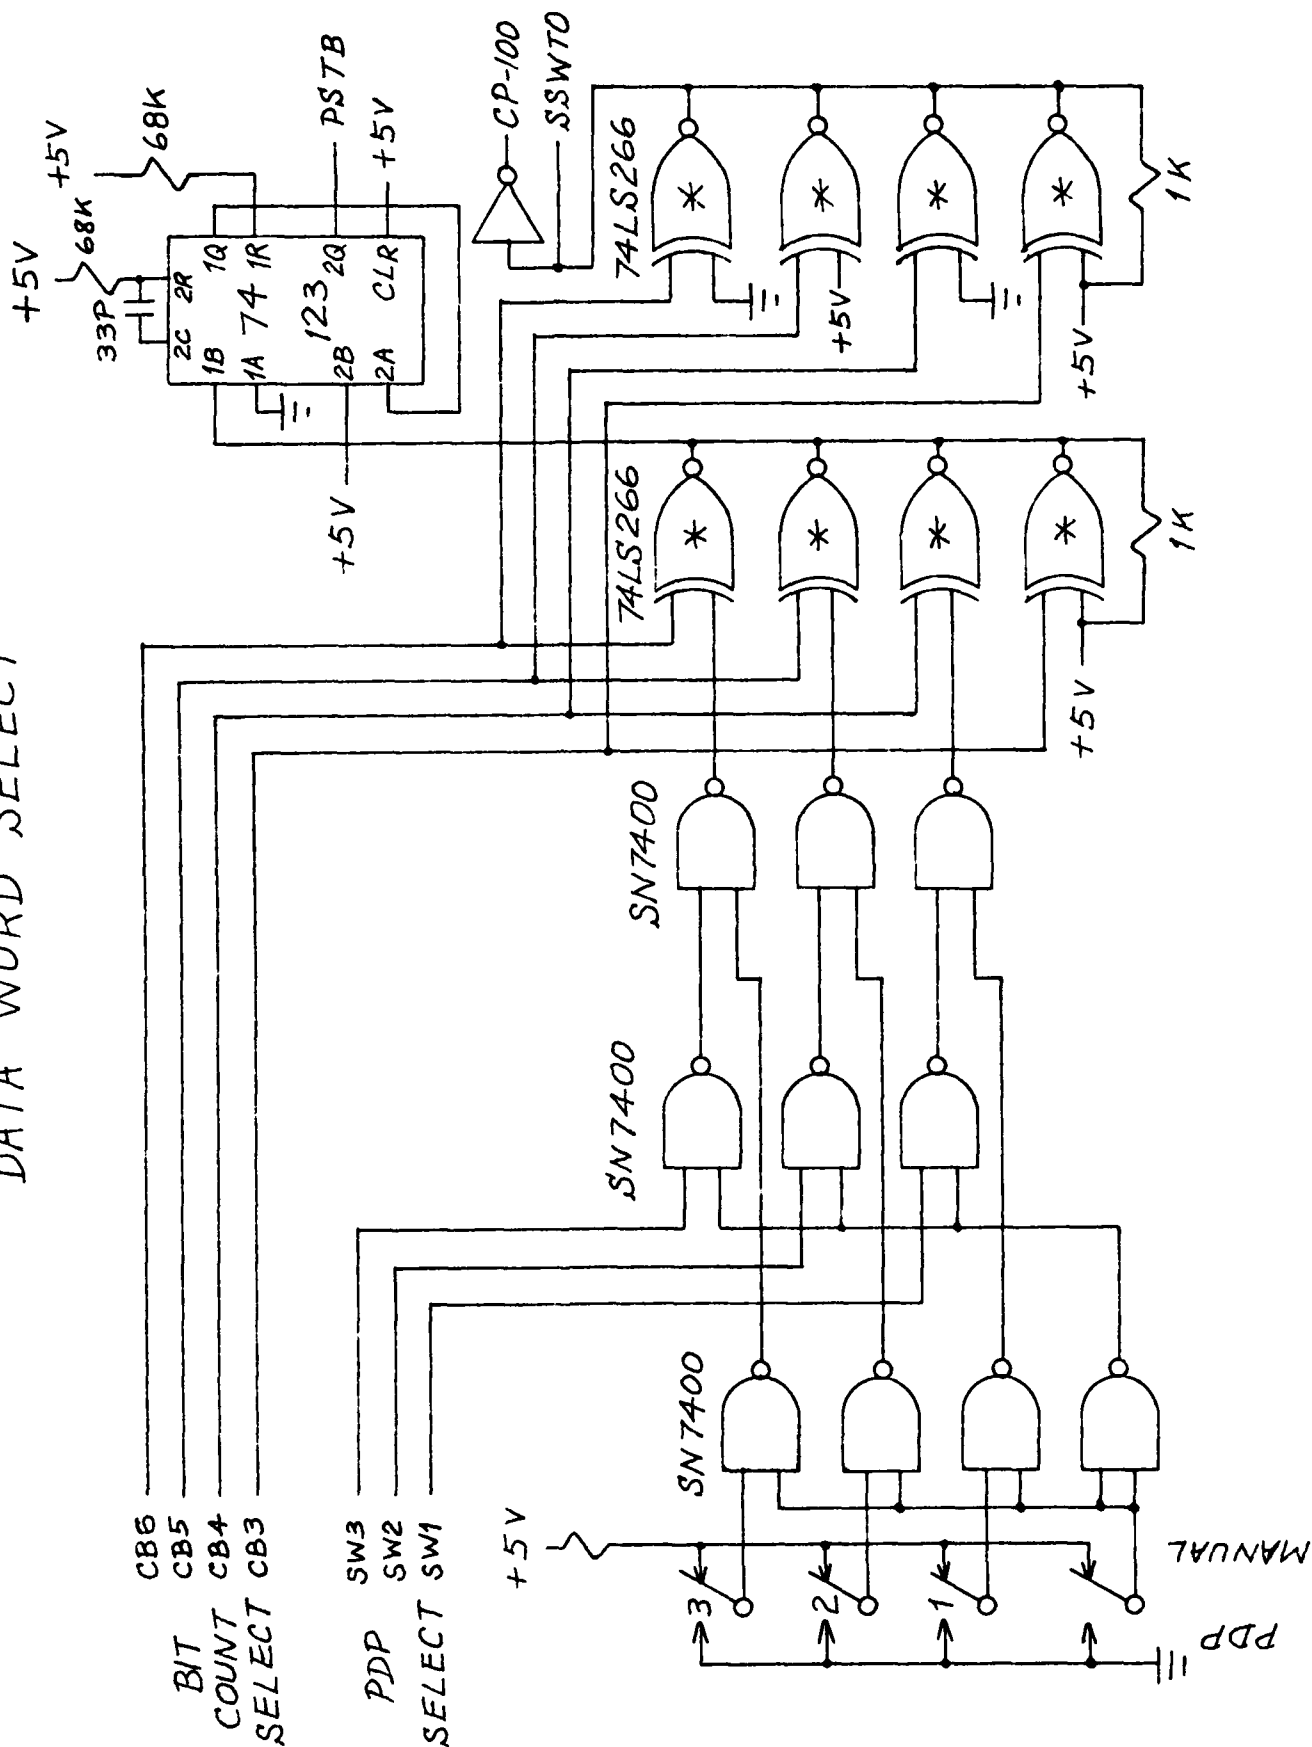 DATA WORD SELECT
+5V
+5V
68K
68K
33P
2C
2R
1B
1Q
1A
74
1R
123
2B
2Q
2A
CLR
PSTB
+5V
+5V
CP-100
SSWTO
74LS266
*
*
*
*
+5V
+5V
1K
74LS266
*
*
*
*
+5V
1K
SN7400
SN7400
SN7400
CB6
BIT CB5
COUNT CB4
SELECT CB3
SW3
PDP SW2
SELECT SW1
+5V
3
2
1
MANUAL
PDP